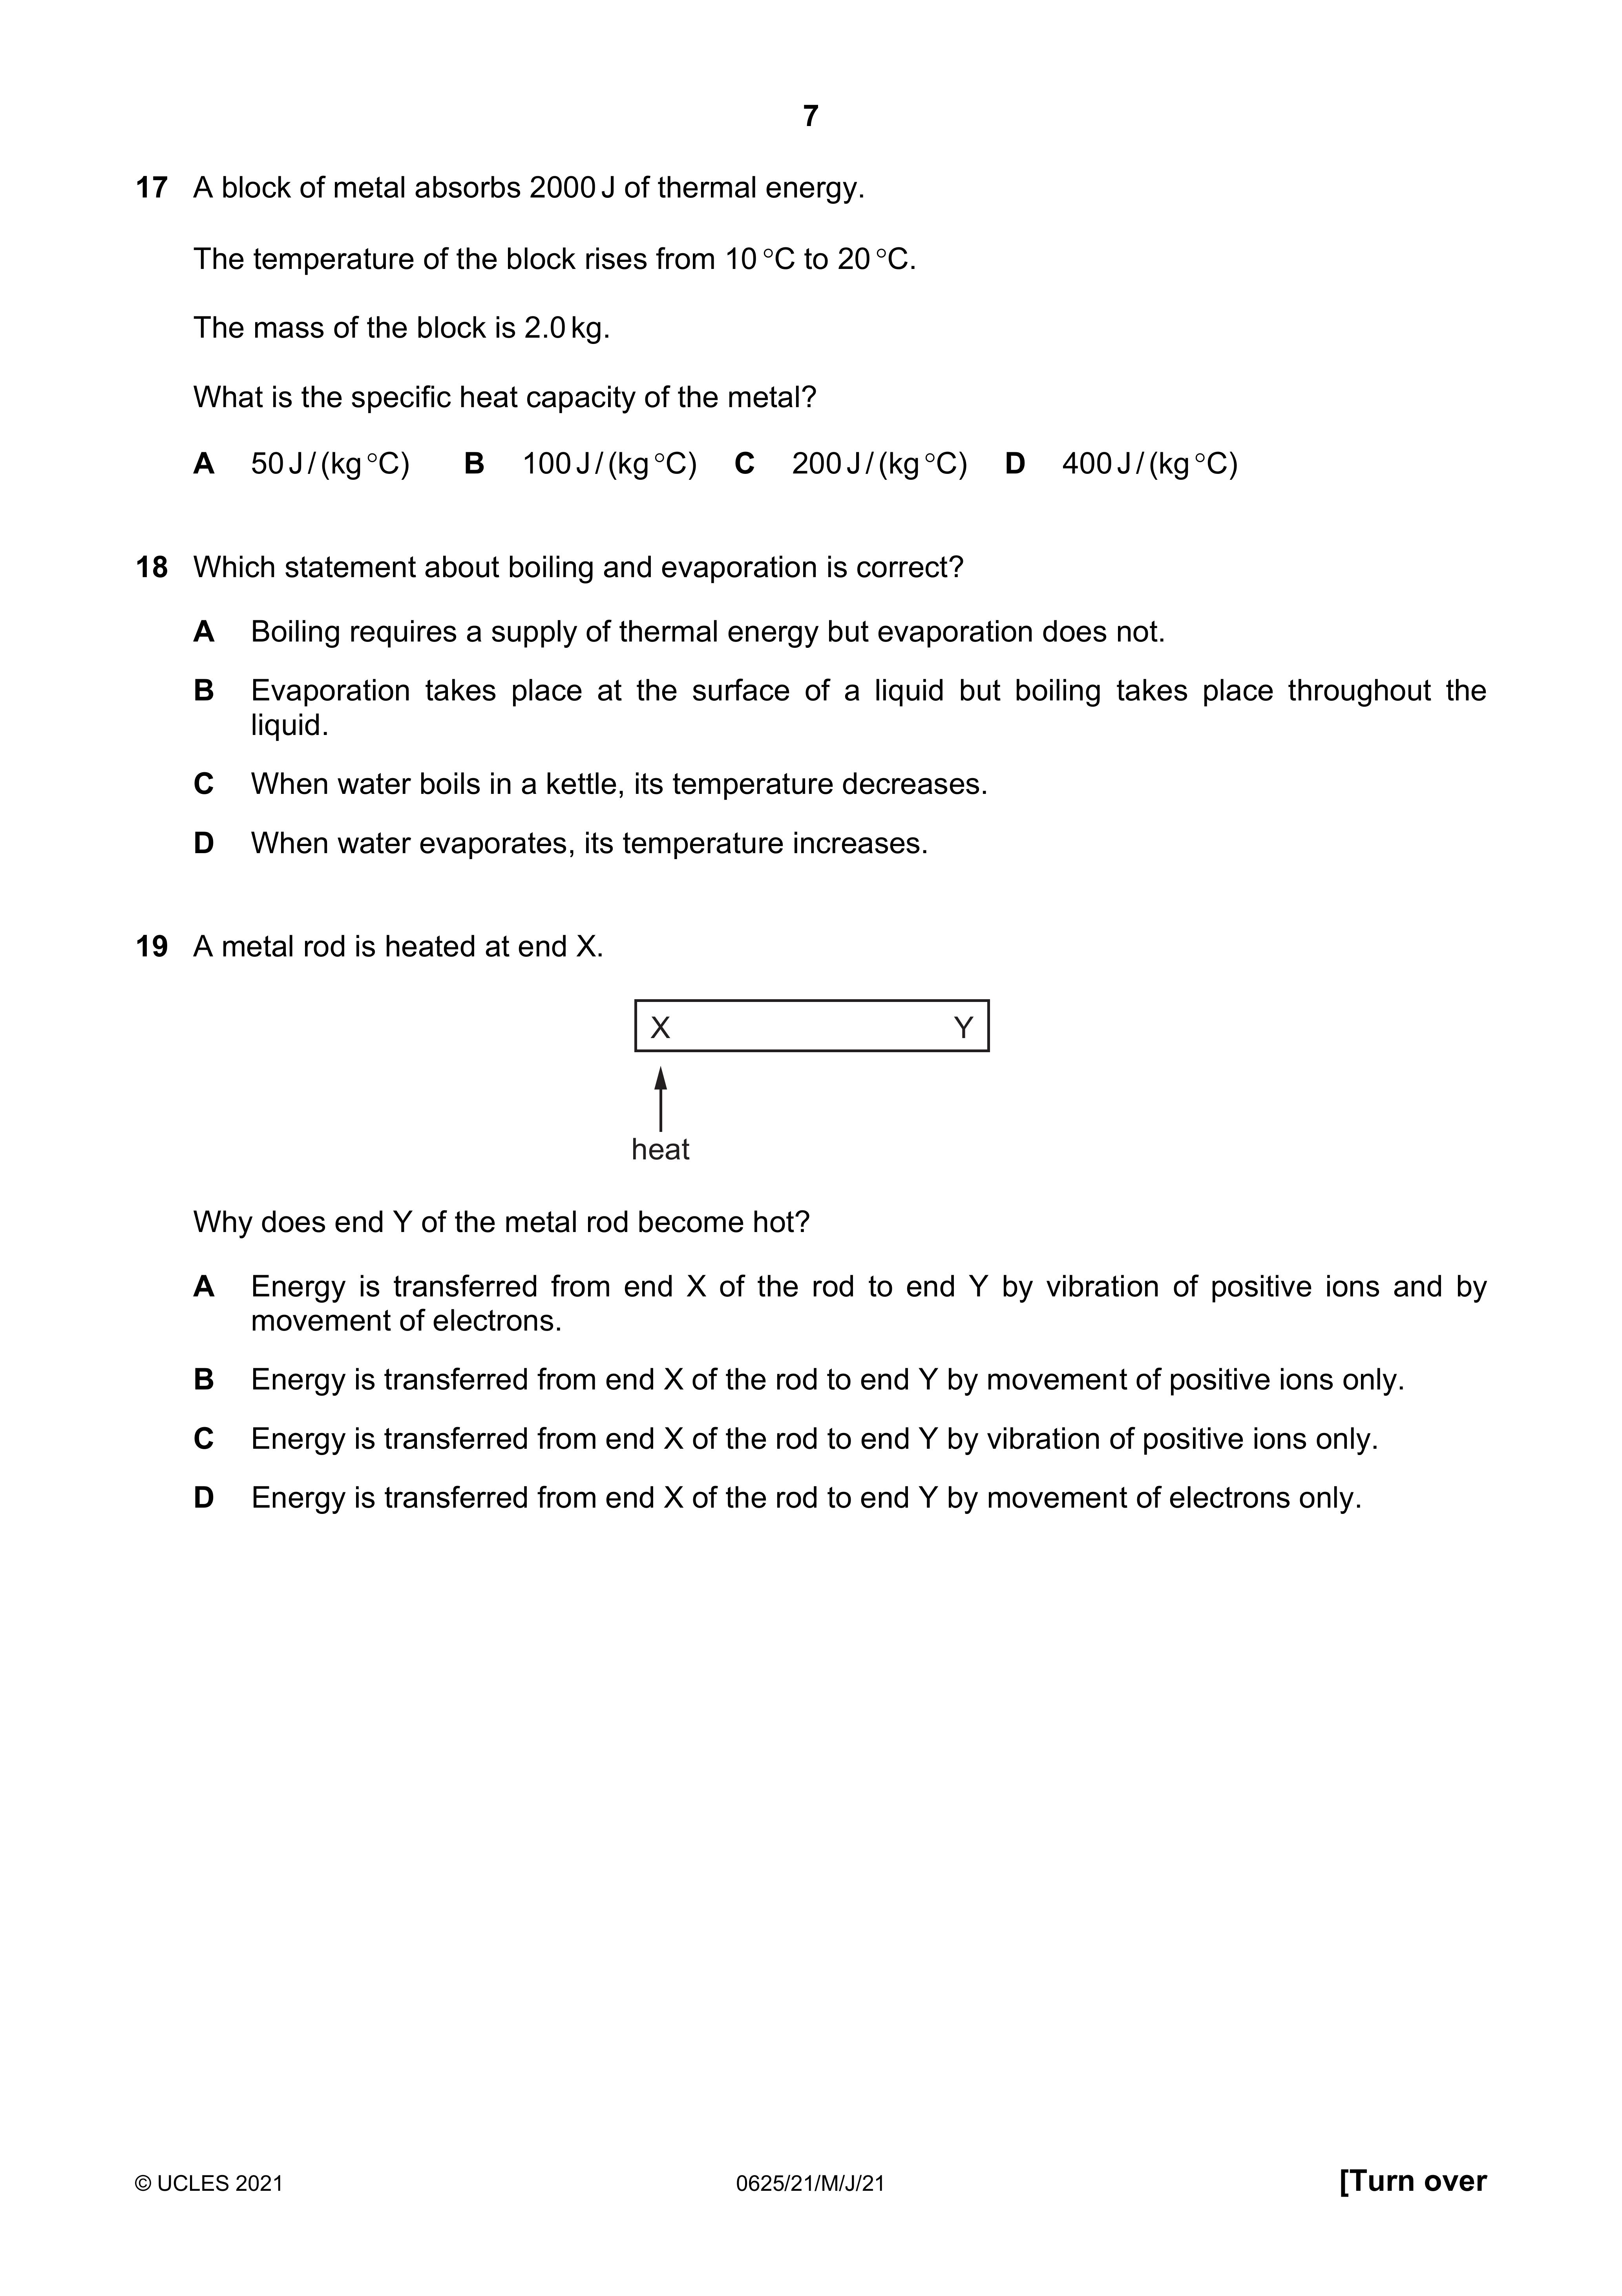 7
17 A block of metal absorbs 2000 J of thermal energy.
The temperature of the block rises from 10 °C to 20 °C.
The mass of the block is 2.0 kg.
What is the specific heat capacity of the metal?
A 50 J / (kg °C) B 100 J / (kg °C) C 200 J / (kg °C) D 400 J / (kg °C)
18 Which statement about boiling and evaporation is correct?
A Boiling requires a supply of thermal energy but evaporation does not.
B Evaporation takes place at the surface of a liquid but boiling takes place throughout the
liquid.
C When water boils in a kettle, its temperature decreases.
D When water evaporates, its temperature increases.
19 A metal rod is heated at end X.
X Y
heat
Why does end Y of the metal rod become hot?
A Energy is transferred from end X of the rod to end Y by vibration of positive ions and by
movement of electrons.
B Energy is transferred from end X of the rod to end Y by movement of positive ions only.
C Energy is transferred from end X of the rod to end Y by vibration of positive ions only.
D Energy is transferred from end X of the rod to end Y by movement of electrons only.
© UCLES 2021 0625/21/M/J/21 [Turn over